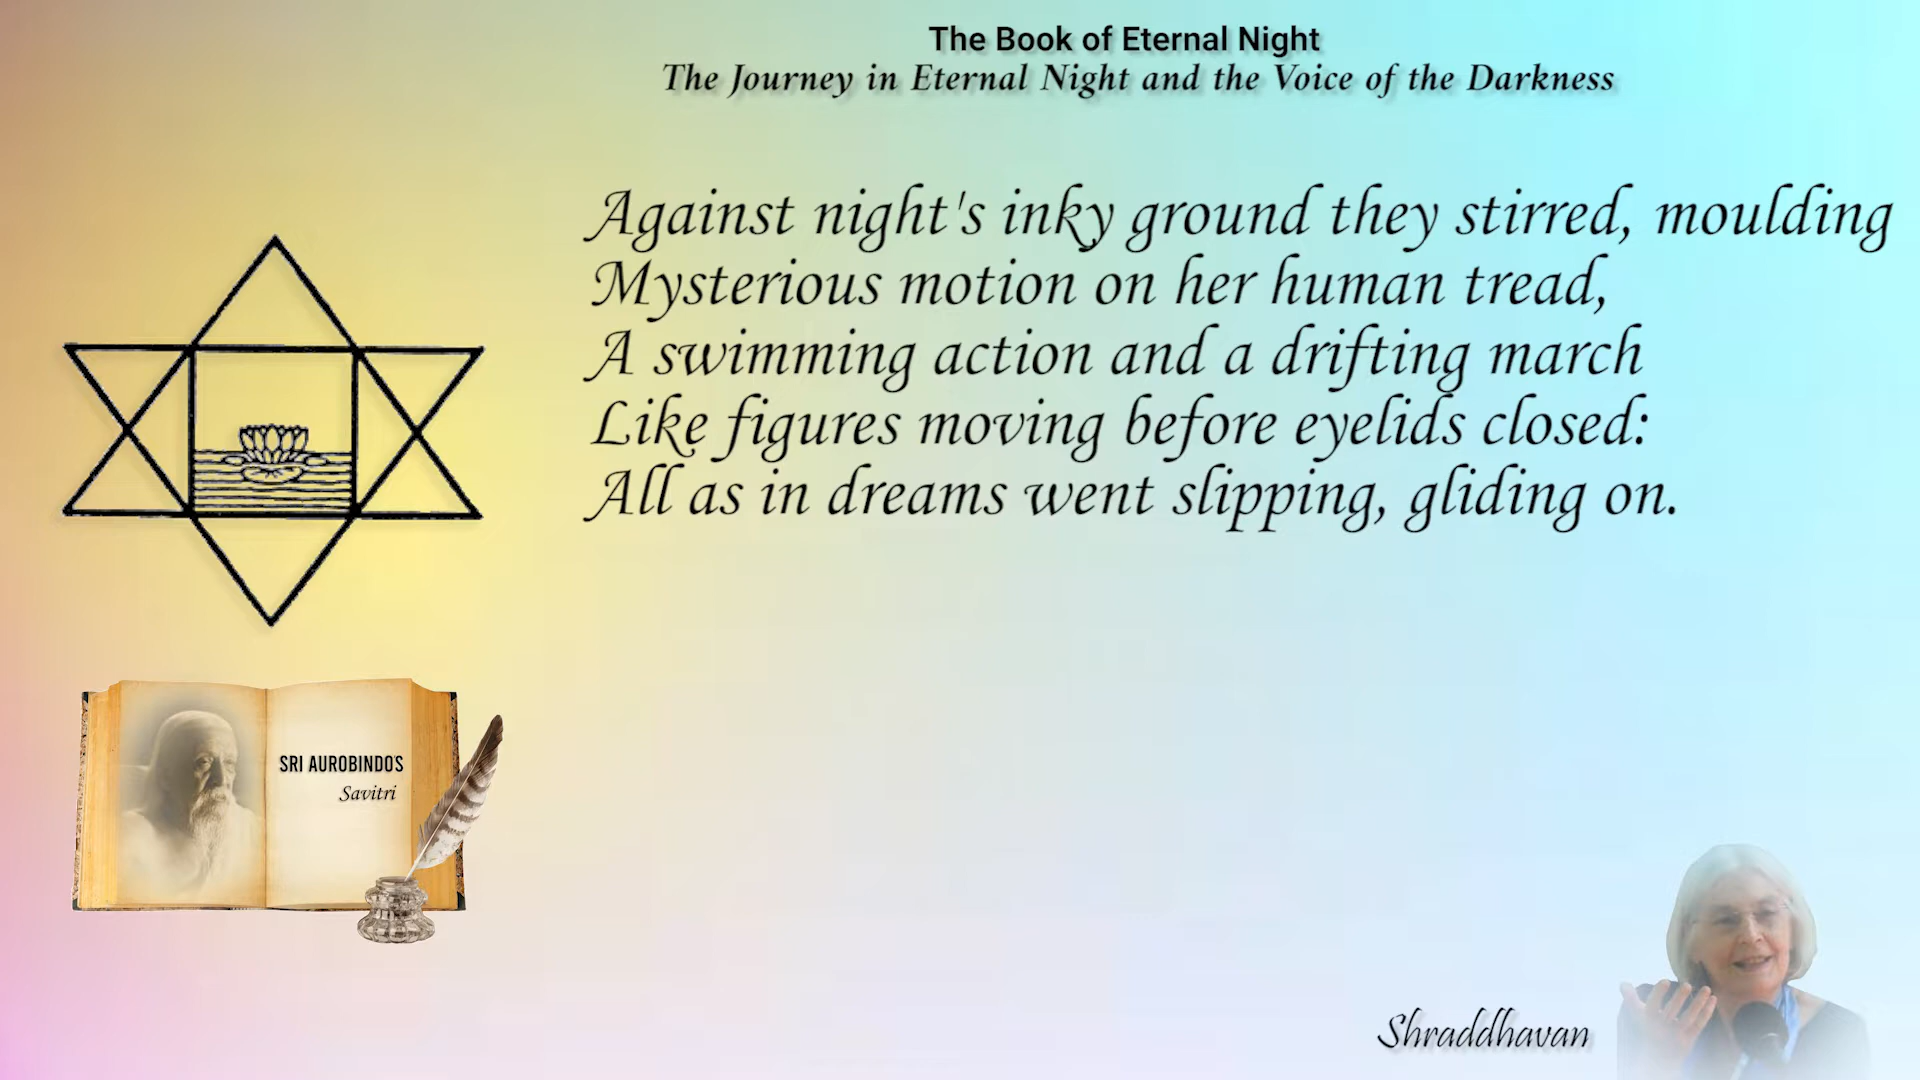 The Book of Eternal Night
The Journey in Eternal Night and the Voice of the Darkness
Against night's inky ground they stirred, moulding
Mysterious motion on her human tread,
A swimming action and a drifting march
Like figures moving before eyelids closed:
All as in dreams went slipping, gliding on.
SRI AUROBINDO'S
Savitri
Shraddhavan